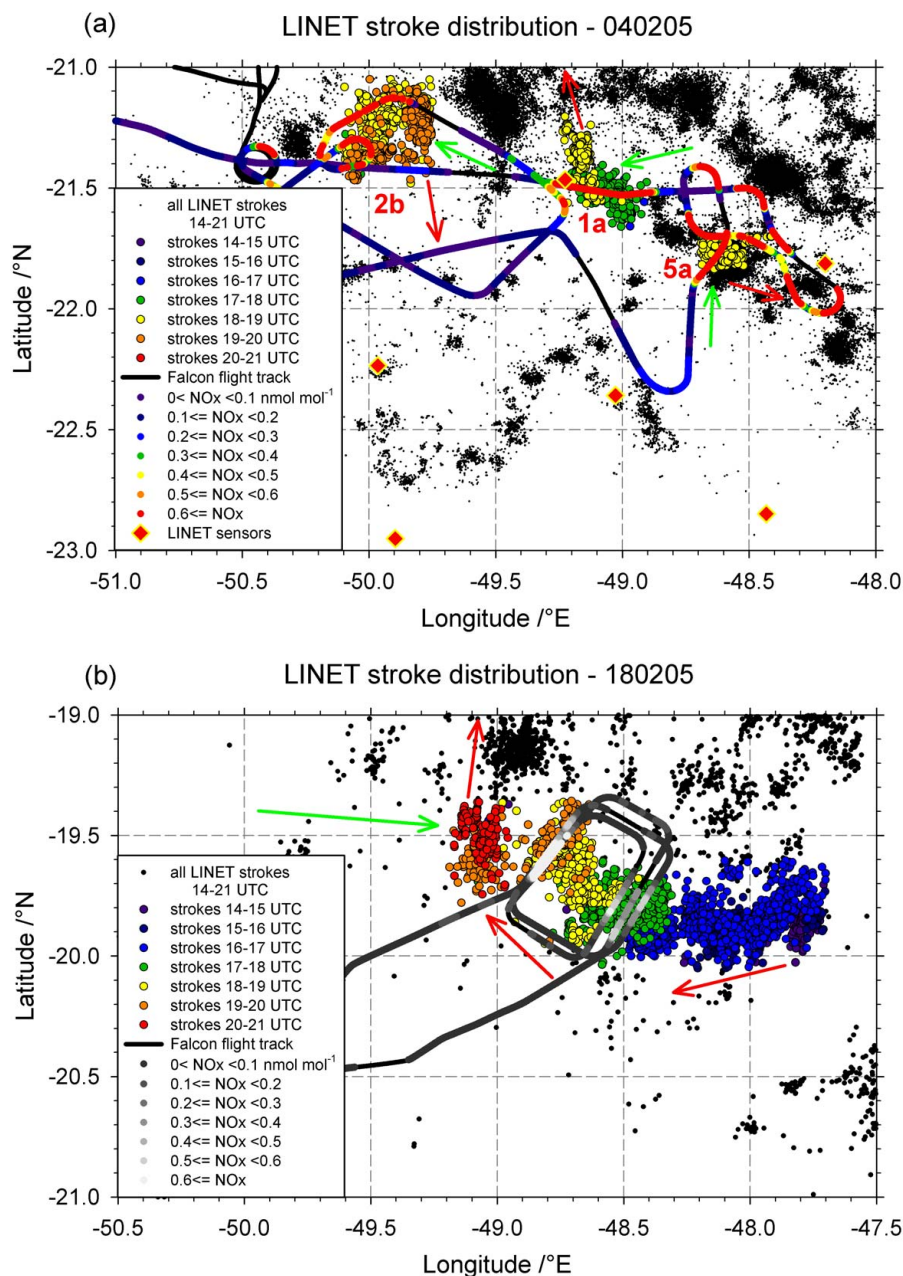 (a) LINET stroke distribution - 040205
-21.0
-21.5
-22.0
-22.5
-23.0
Latitude /°N
2b
1a
5a
all LINET strokes
14-21 UTC
strokes 14-15 UTC
strokes 15-16 UTC
strokes 16-17 UTC
strokes 17-18 UTC
strokes 18-19 UTC
strokes 19-20 UTC
strokes 20-21 UTC
Falcon flight track
0< NOx <0.1 nmol mol⁻¹
0.1<= NOx <0.2
0.2<= NOx <0.3
0.3<= NOx <0.4
0.4<= NOx <0.5
0.5<= NOx <0.6
0.6<= NOx
LINET sensors
-51.0 -50.5 -50.0 -49.5 -49.0 -48.5 -48.0
Longitude /°E
(b) LINET stroke distribution - 180205
-19.0
-19.5
-20.0
-20.5
-21.0
Latitude /°N
all LINET strokes
14-21 UTC
strokes 14-15 UTC
strokes 15-16 UTC
strokes 16-17 UTC
strokes 17-18 UTC
strokes 18-19 UTC
strokes 19-20 UTC
strokes 20-21 UTC
Falcon flight track
0< NOx <0.1 nmol mol⁻¹
0.1<= NOx <0.2
0.2<= NOx <0.3
0.3<= NOx <0.4
0.4<= NOx <0.5
0.5<= NOx <0.6
0.6<= NOx
-50.5 -50.0 -49.5 -49.0 -48.5 -48.0 -47.5
Longitude /°E